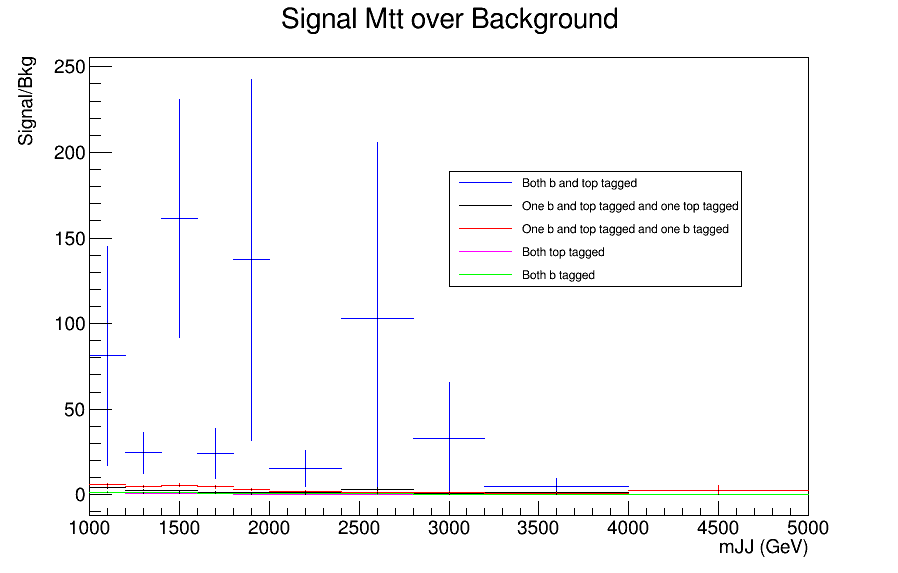 Signal Mtt over Background
Signal/Bkg
250
200
150
100
50
0
Both b and top tagged
One b and top tagged and one top tagged
One b and top tagged and one b tagged
Both top tagged
Both b tagged
1000 1500 2000 2500 3000 3500 4000 4500 5000
mJJ (GeV)